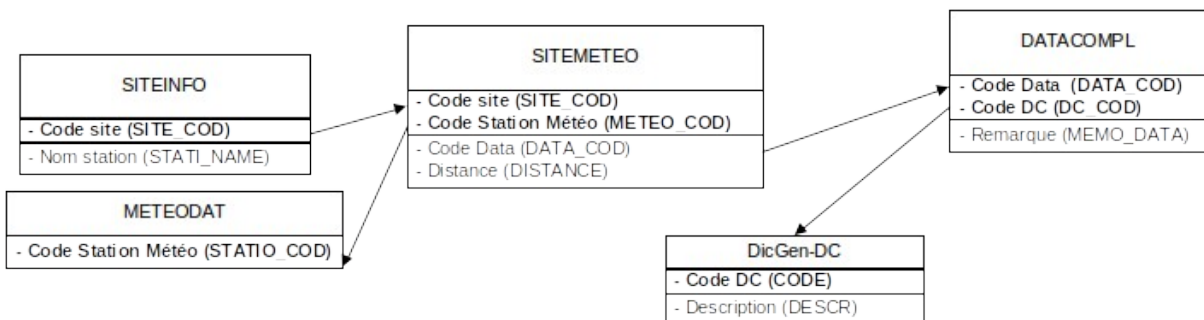 SITEINFO
- Code site (SITE_COD)
- Nom station (STATI_NAME)
METEODAT
- Code Station Météo (STATIO_COD)
SITEMETEO
- Code site (SITE_COD)
- Code Station Météo (METEO_COD)
- Code Data (DATA_COD)
- Distance (DISTANCE)
DATACOMPL
- Code Data (DATA_COD)
- Code DC (DC_COD)
- Remarque (MEMO_DATA)
DicGen-DC
- Code DC (CODE)
- Description (DESCR)